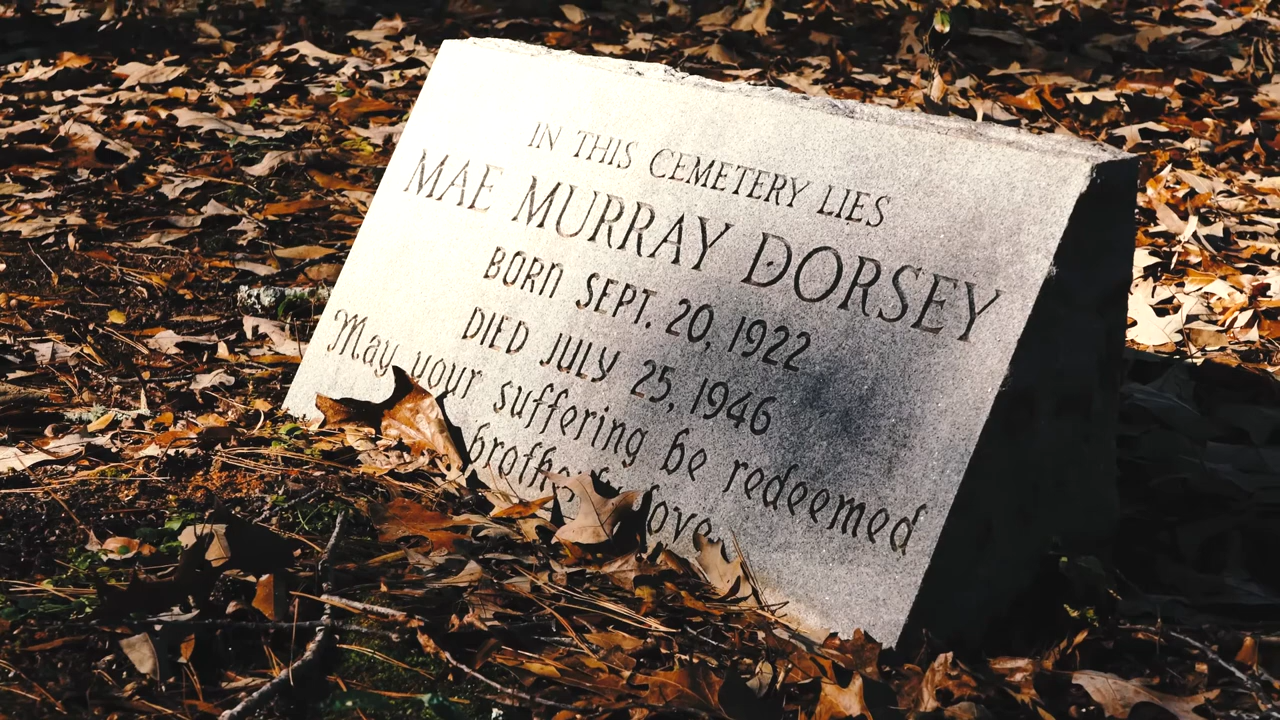 IN THIS CEMETERY LIES
MAE MURRAY DORSEY
BORN SEPT. 20, 1922
DIED JULY 25, 1946
May your suffering be redeemed
love